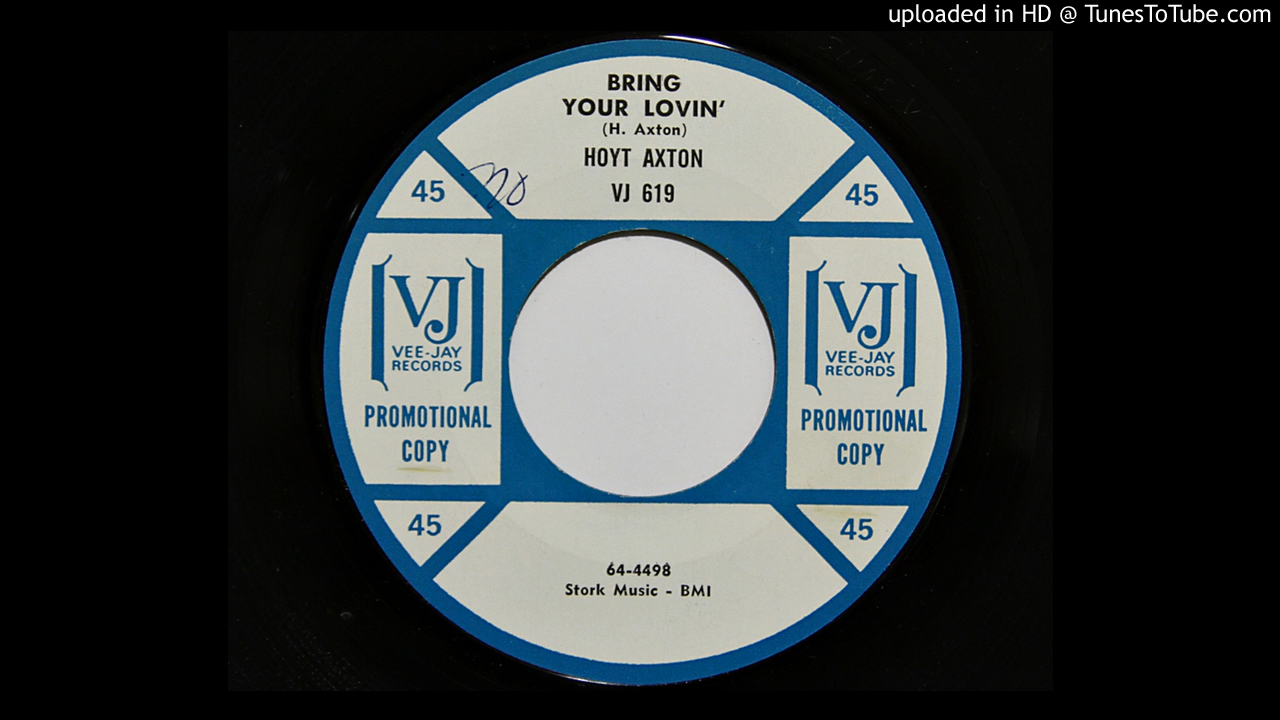 uploaded in HD @ TunesToTube.com
BRING
YOUR LOVIN'
(H. Axton)
HOYT AXTON
VJ 619
45
45
VJ
VEE-JAY
RECORDS
PROMOTIONAL
COPY
VJ
VEE-JAY
RECORDS
PROMOTIONAL
COPY
45
45
64-4498
Stork Music - BMI